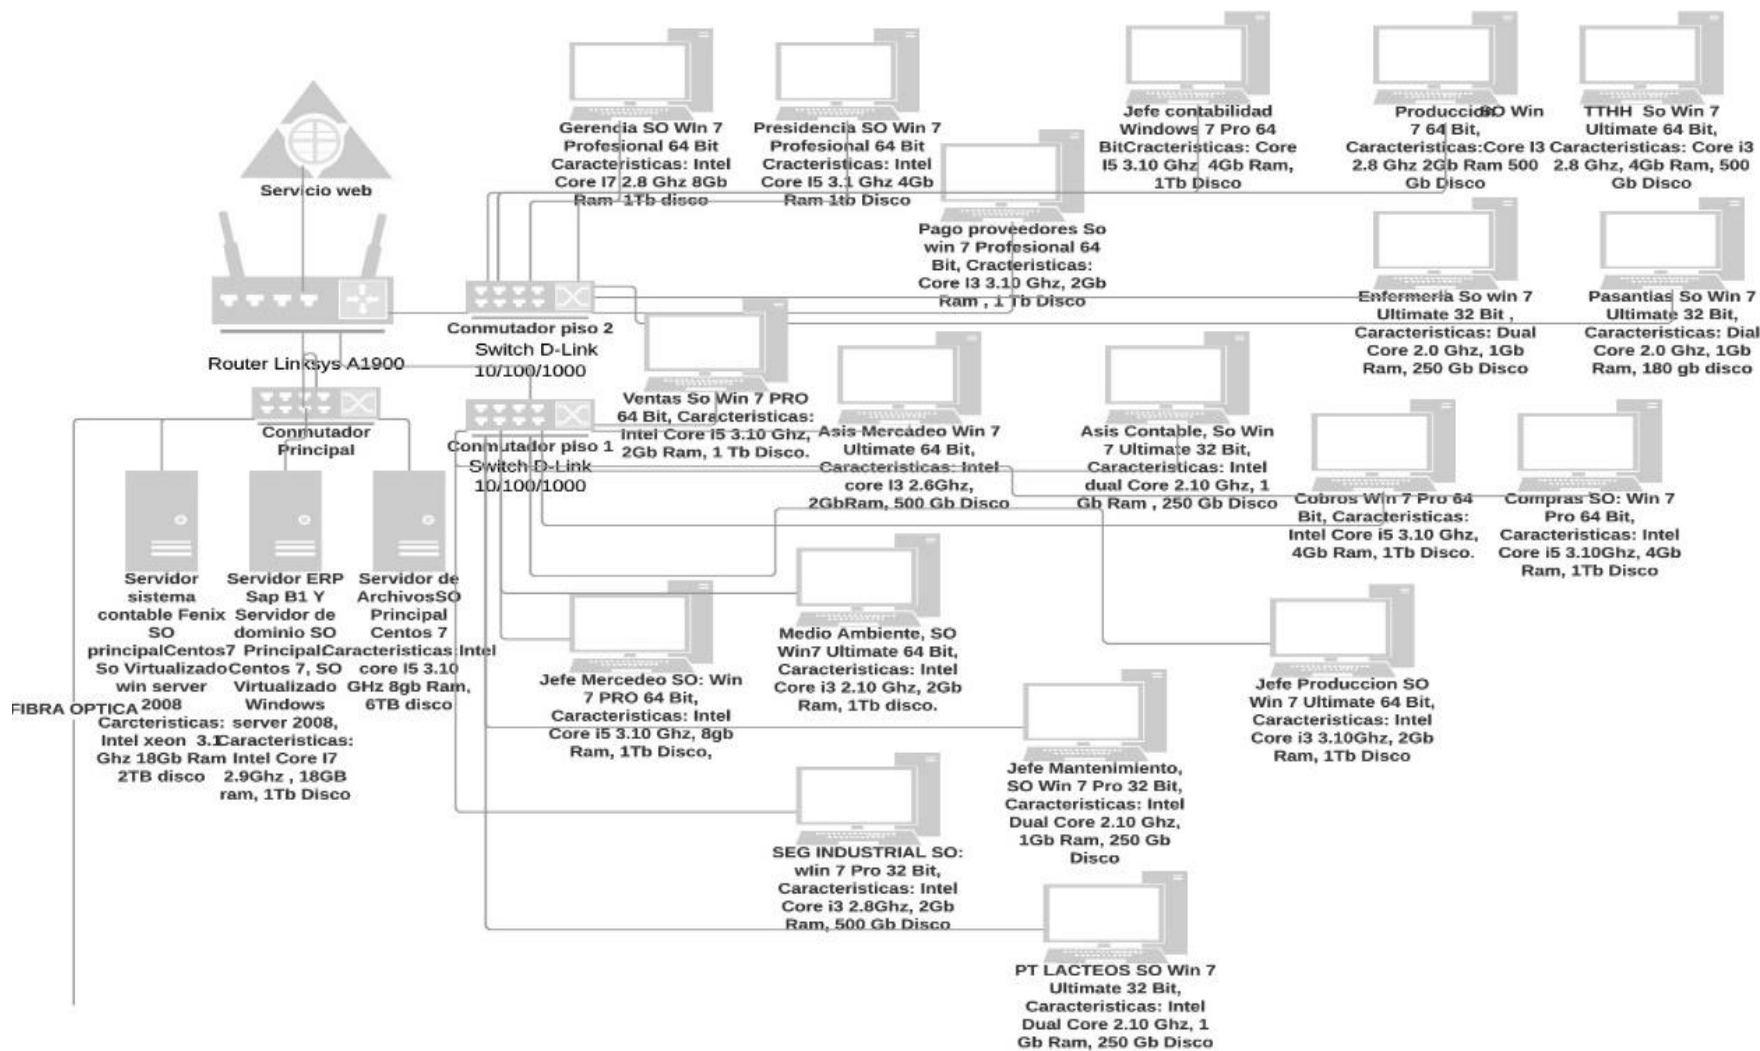 Servicio web
Router Linksys A1900
Conmutador piso 2
Switch D-Link
10/100/1000
Conmutador
Principal
Conmutador piso 1
Switch D-Link
10/100/1000
Gerencia SO WIn 7
Profesional 64 Bit
Caracteristicas: Intel
Core I7 2.8 Ghz 8Gb
Ram 1Tb disco
Presidencia SO Win 7
Profesional 64 Bit
Cracteristicas: Intel
Core I5 3.1 Ghz 4Gb
Ram 1tb Disco
Jefe contabilidad
Windows 7 Pro 64
BitCracteristicas: Core
I5 3.10 Ghz, 4Gb Ram,
1Tb Disco
Produccion SO Win
7 64 Bit,
Caracteristicas:Core I3
2.8 Ghz 2Gb Ram 500
Gb Disco
TTHH So Win 7
Ultimate 64 Bit,
Caracteristicas: Core i3
2.8 Ghz, 4Gb Ram, 500
Gb Disco
Pago proveedores So
win 7 Profesional 64
Bit, Cracteristicas:
Core I3 3.10 Ghz, 2Gb
Ram , 1 Tb Disco
Enfermeria So win 7
Ultimate 32 Bit ,
Caracteristicas: Dual
Core 2.0 Ghz, 1Gb
Ram, 250 Gb Disco
Pasantias So Win 7
Ultimate 32 Bit,
Caracteristicas: Dial
Core 2.0 Ghz, 1Gb
Ram, 180 gb disco
Ventas So Win 7 PRO
64 Bit, Caracteristicas:
Intel Core i5 3.10 Ghz,
2Gb Ram, 1 Tb Disco.
Asis Mercadeo Win 7
Ultimate 64 Bit,
Caracteristicas: Intel
core I3 2.6Ghz,
2GbRam, 500 Gb Disco
Asis Contable, So Win
7 Ultimate 32 Bit,
Caracteristicas: Intel
dual Core 2.10 Ghz, 1
Gb Ram , 250 Gb Disco
Cobros Win 7 Pro 64
Bit, Caracteristicas:
Intel Core i5 3.10 Ghz,
4Gb Ram, 1Tb Disco.
Compras SO: Win 7
Pro 64 Bit,
Caracteristicas: Intel
Core i5 3.10Ghz, 4Gb
Ram, 1Tb Disco
Servidor
sistema
contable Fenix
SO
principalCentos7
So Virtualizado
win server
2008
Carcteristicas:
Intel xeon 3.1
Ghz 18Gb Ram
2TB disco
Servidor ERP
Sap B1 Y
Servidor de
dominio SO
Principal:
Centos 7, SO
Virtualizado
Windows
server 2008,
Caracteristicas:
Intel Core I7
2.9Ghz , 18GB
ram, 1Tb Disco
Servidor de
ArchivosSO
Principal
Centos 7
Caracteristicas:Intel
core I5 3.10
GHz 8gb Ram,
6TB disco
FIBRA OPTICA
Jefe Mercedeo SO: Win
7 PRO 64 Bit,
Caracteristicas: Intel
Core i5 3.10 Ghz, 8gb
Ram, 1Tb Disco,
Medio Ambiente, SO
Win7 Ultimate 64 Bit,
Caracteristicas: Intel
Core i3 2.10 Ghz, 2Gb
Ram, 1Tb disco.
Jefe Produccion SO
Win 7 Ultimate 64 Bit,
Caracteristicas: Intel
Core i3 3.10Ghz, 2Gb
Ram, 1Tb Disco
Jefe Mantenimiento,
SO Win 7 Pro 32 Bit,
Caracteristicas: Intel
Dual Core 2.10 Ghz,
1Gb Ram, 250 Gb
Disco
SEG INDUSTRIAL SO:
wIin 7 Pro 32 Bit,
Caracteristicas: Intel
Core i3 2.8Ghz, 2Gb
Ram, 500 Gb Disco
PT LACTEOS SO Win 7
Ultimate 32 Bit,
Caracteristicas: Intel
Dual Core 2.10 Ghz, 1
Gb Ram, 250 Gb Disco